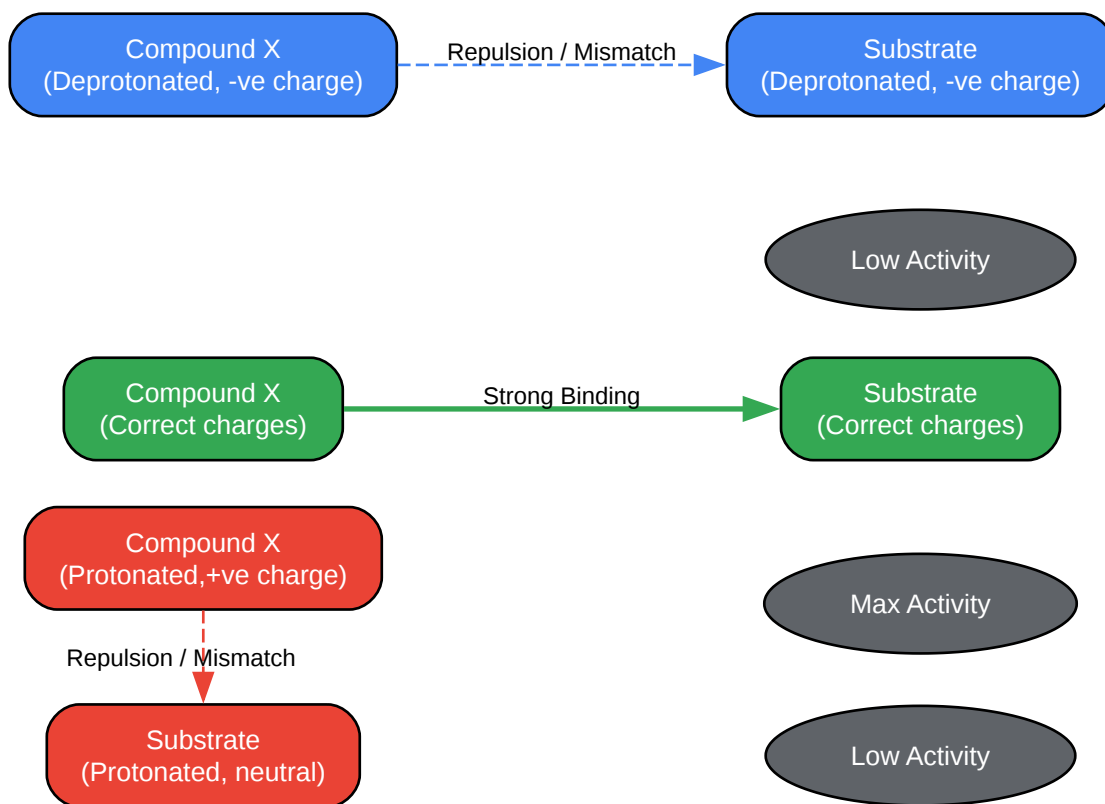 Compound X
(Deprotonated, -ve charge)
Repulsion / Mismatch
Substrate
(Deprotonated, -ve charge)
Low Activity
Compound X
(Correct charges)
Strong Binding
Substrate
(Correct charges)
Compound X
(Protonated,+ve charge)
Max Activity
Repulsion / Mismatch
Substrate
(Protonated, neutral)
Low Activity